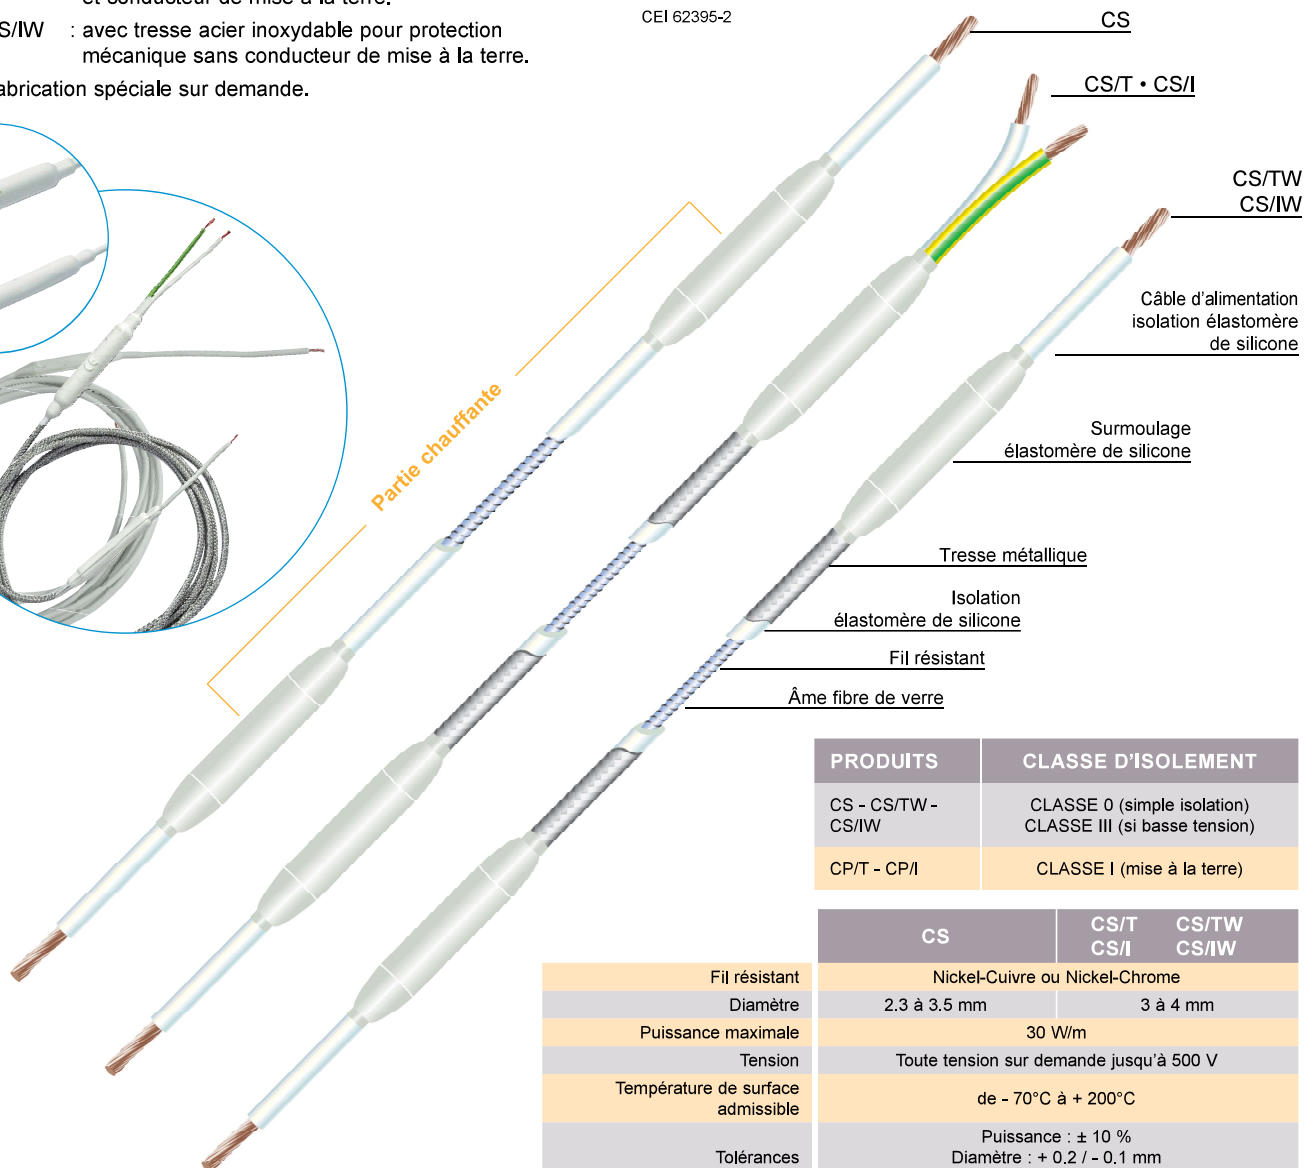 et conducteur de mise à la terre.
S/IW : avec tresse acier inoxydable pour protection
mécanique sans conducteur de mise à la terre.
abrication spéciale sur demande.
CEI 62395-2
CS
CS/T • CS/I
CS/TW
CS/IW
Câble d'alimentation
isolation élastomère
de silicone
Surmoulage
élastomère de silicone
Partie chauffante
Tresse métallique
Isolation
élastomère de silicone
Fil résistant
Âme fibre de verre
PRODUITS CLASSE D'ISOLEMENT
CS - CS/TW - CLASSE 0 (simple isolation)
CS/IW CLASSE III (si basse tension)
CP/T - CP/I CLASSE I (mise à la terre)
CS CS/T CS/TW
CS/I CS/IW
Fil résistant Nickel-Cuivre ou Nickel-Chrome
Diamètre 2.3 à 3.5 mm 3 à 4 mm
Puissance maximale 30 W/m
Tension Toute tension sur demande jusqu'à 500 V
Température de surface
admissible de - 70°C à + 200°C
Puissance : ± 10 %
Tolérances Diamètre : + 0.2 / - 0.1 mm